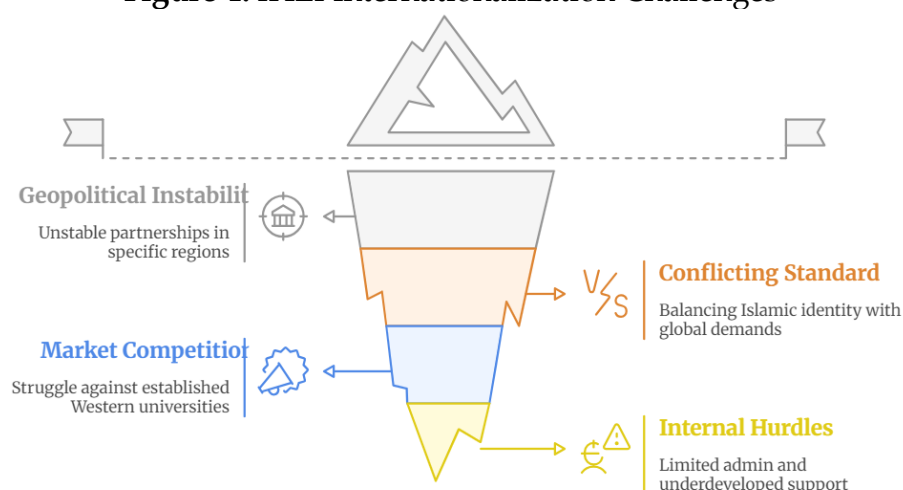 Geopolitical Instabilit
Unstable partnerships in
specific regions
V/S
Conflicting Standard
Balancing Islamic identity with
global demands
Market Competition
Struggle against established
Western universities
Internal Hurdles
Limited admin and
underdeveloped support